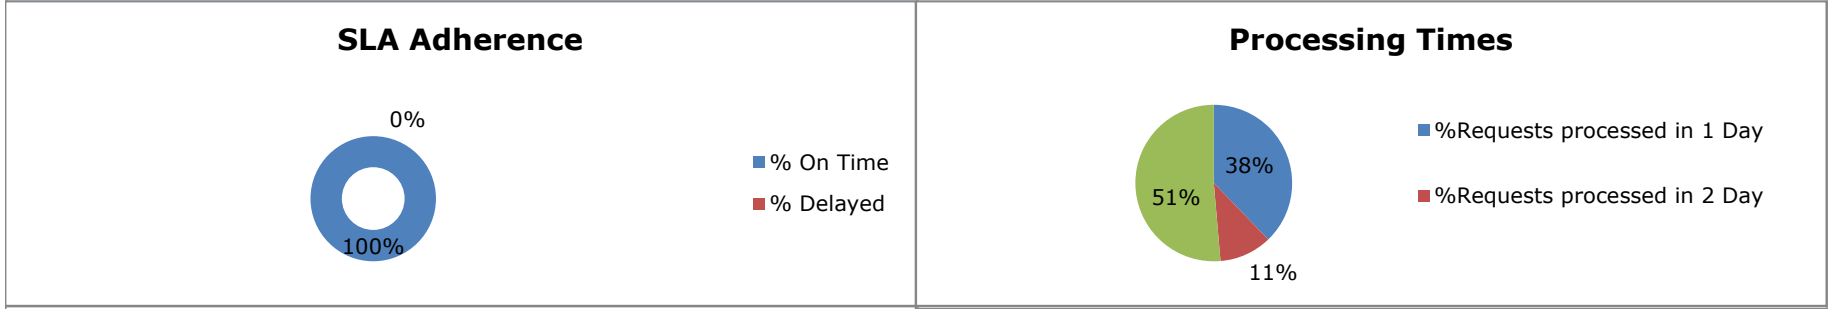 SLA Adherence
0%
100%
% On Time
% Delayed
Processing Times
38%
51%
11%
%Requests processed in 1 Day
%Requests processed in 2 Day